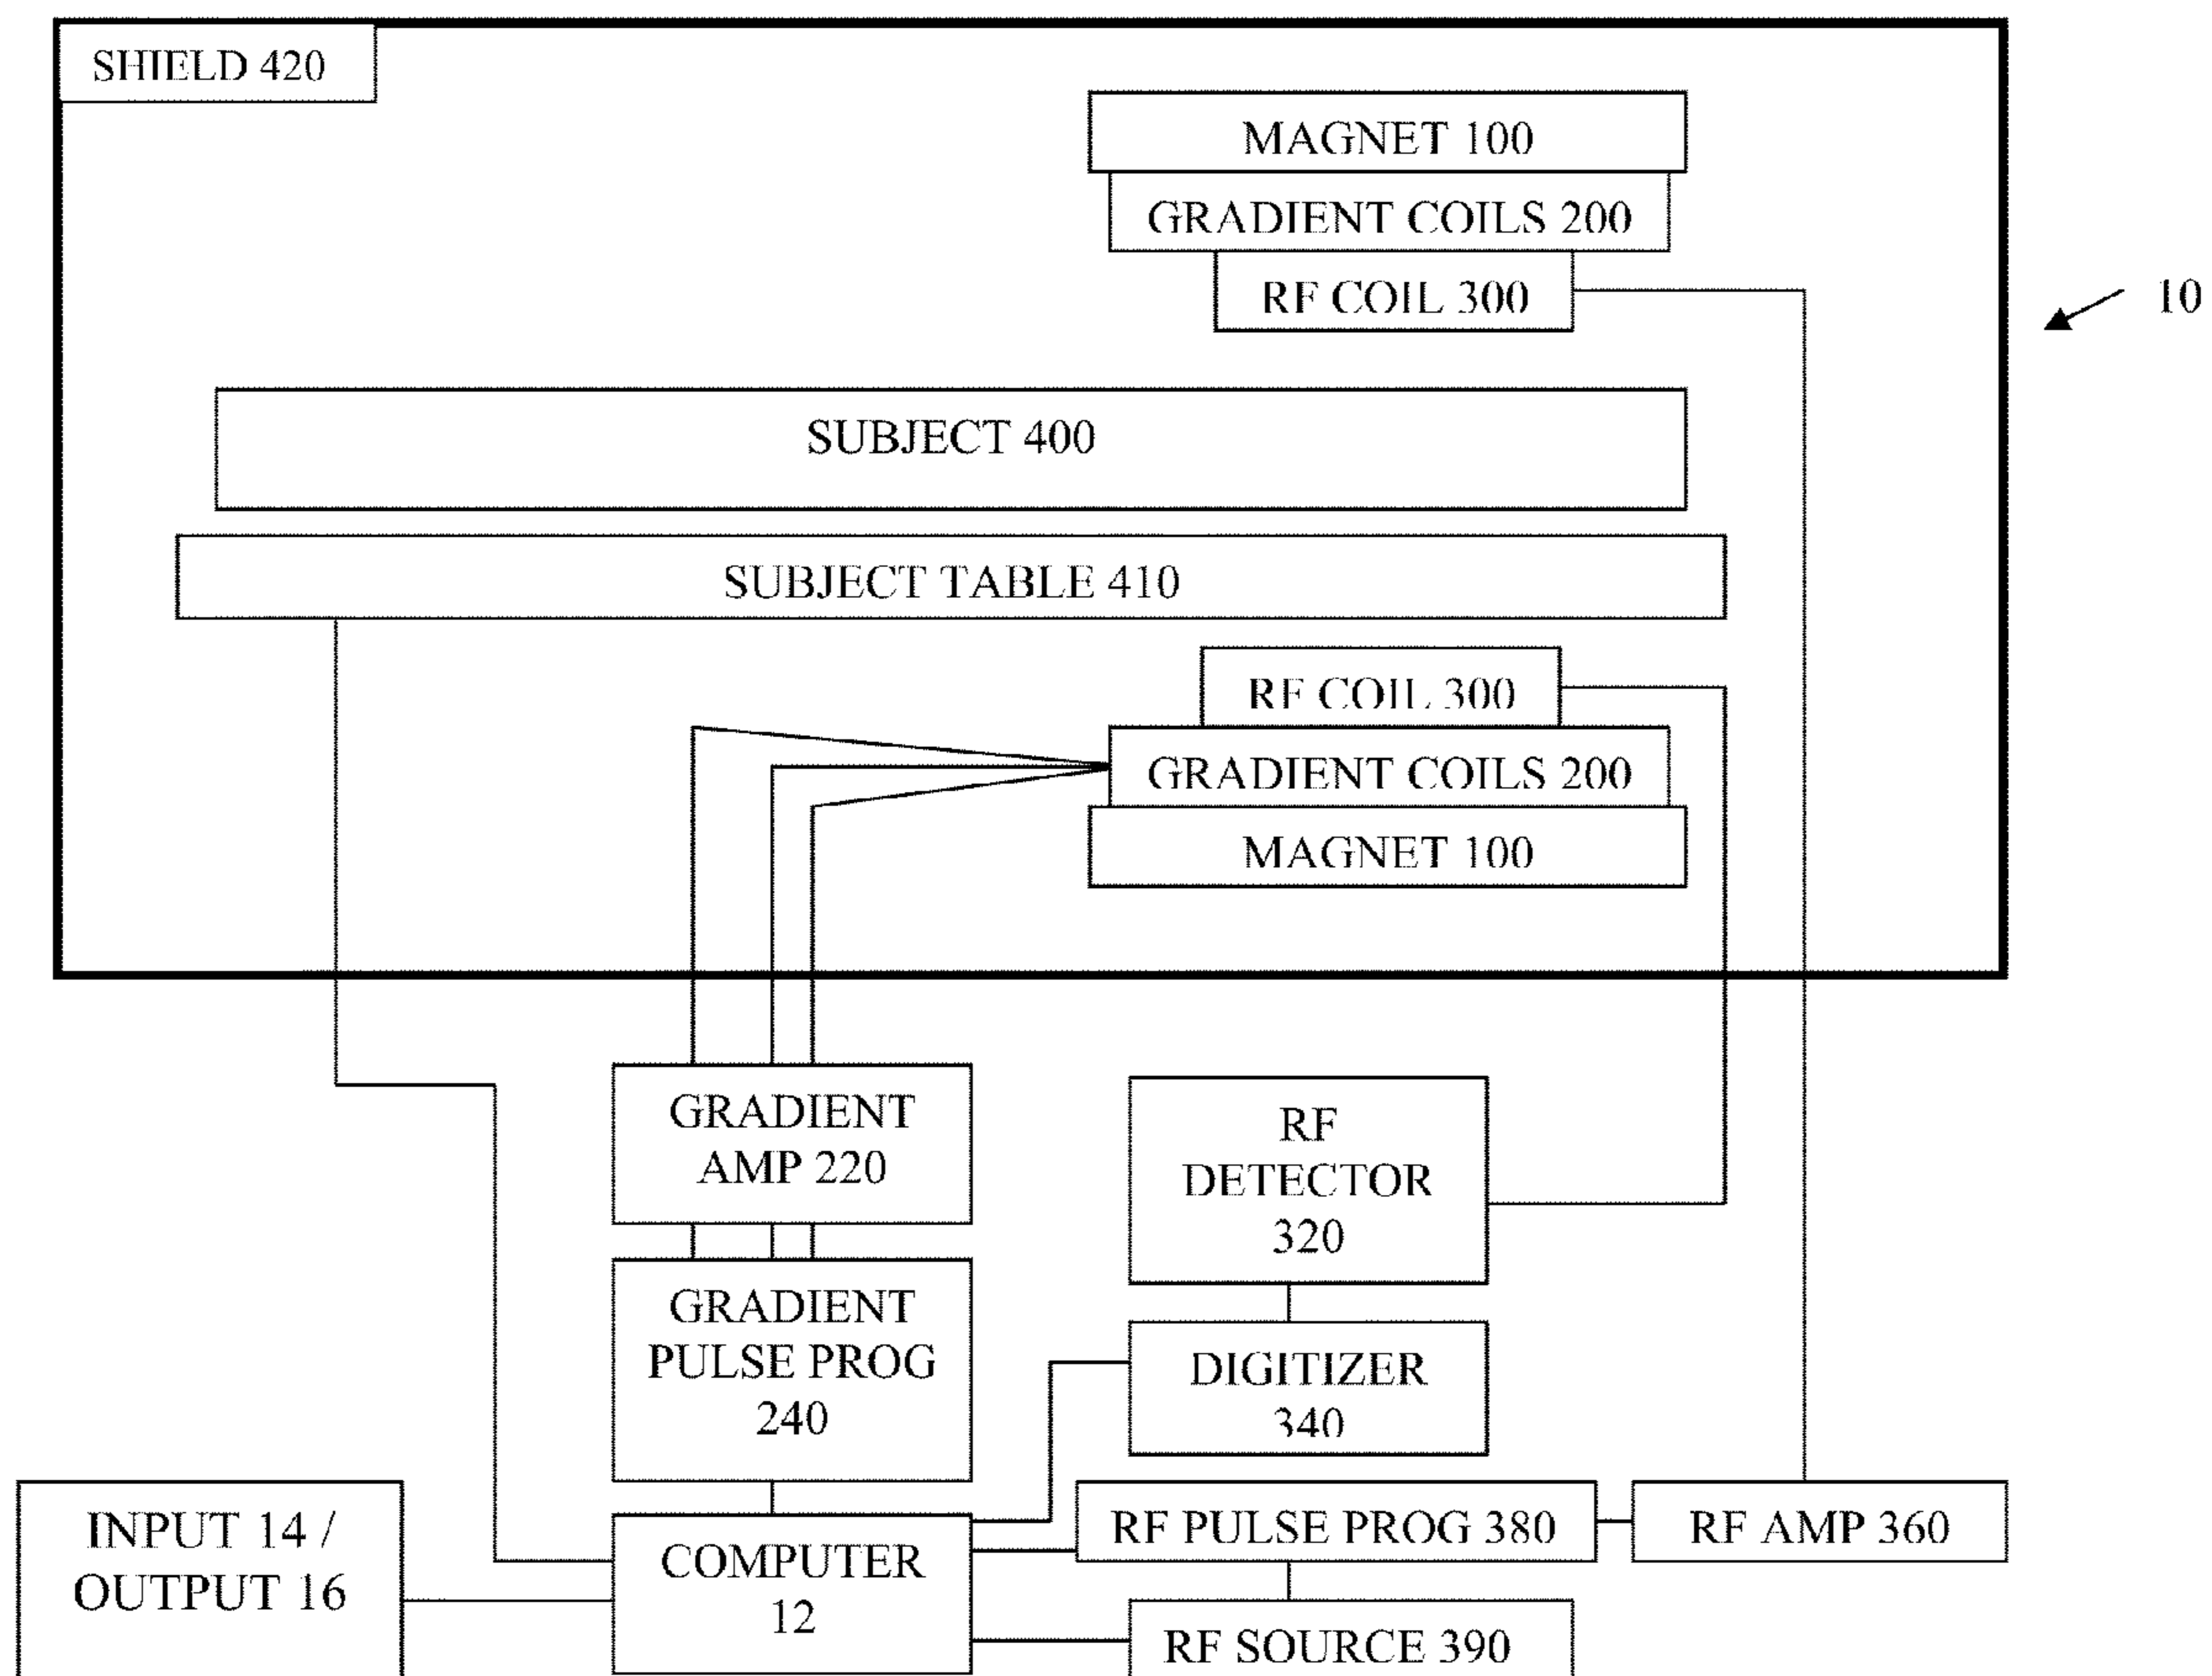 SHIELD 420
MAGNET 100
GRADIENT COILS 200
RF COIL 300
10
SUBJECT 400
SUBJECT TABLE 410
RF COIL 300
GRADIENT COILS 200
MAGNET 100
GRADIENT
AMP 220
RF
DETECTOR
320
GRADIENT
PULSE PROG
240
DIGITIZER
340
INPUT 14 /
OUTPUT 16
COMPUTER
12
RF PULSE PROG 380
RF AMP 360
RF SOURCE 390